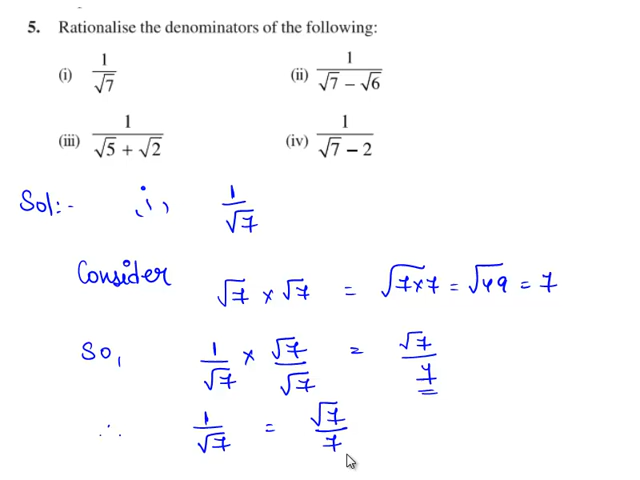 5. Rationalise the denominators of the following:
(i) 1/√7 (ii) 1/(√7 − √6)
(iii) 1/(√5 + √2) (iv) 1/(√7 − 2)
Sol:- (i) 1/√7
Consider √7 × √7 = √7×7 = √49 = 7
So, 1/√7 × √7/√7 = √7/7
∴ 1/√7 = √7/7